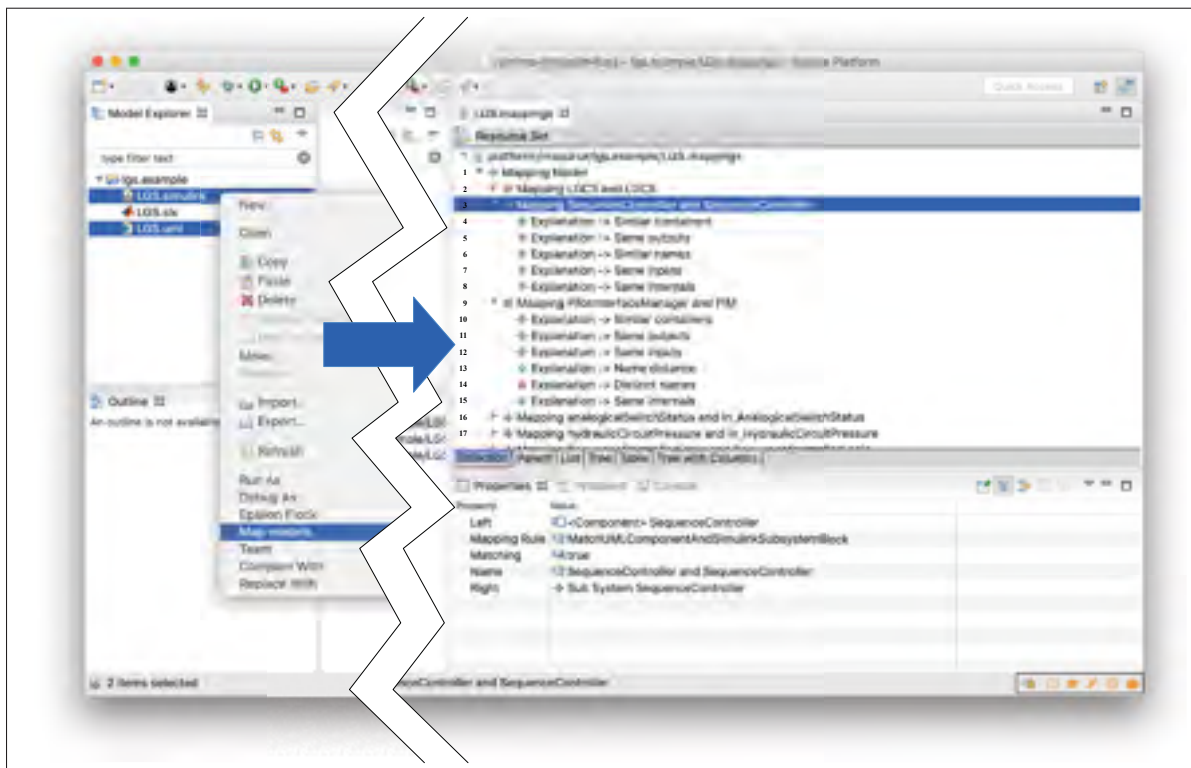 Quick Access
Model Explorer
type filter text
lgs.example
LGS.simulink
LGS.slx
LGS.uml
New
Open
Copy
Paste
Delete
Move...
Import...
Export...
Refresh
Run As
Debug As
Epsilon Flock
Map models
Team
Compare With
Replace With
Outline
An outline is not available
2 items selected
LGS.mappings
Resource Set
platform:/resource/lgs.example/LGS.mappings
1 Mapping Model
2 Mapping LGCS and LGCS
3 Mapping SequenceController and SequenceController
4 Explanation -> Similar containers
5 Explanation -> Same outputs
6 Explanation -> Similar names
7 Explanation -> Same inputs
8 Explanation -> Same internals
9 Mapping PilotInterfaceManager and PIM
10 Explanation -> Similar containers
11 Explanation -> Same outputs
12 Explanation -> Same inputs
13 Explanation -> Name distance
14 Explanation -> Distinct names
15 Explanation -> Same internals
16 Mapping analogicalSwitchStatus and in_AnalogicalSwitchStatus
17 Mapping hydraulicCircuitPressure and in_HydraulicCircuitPressure
Selection Parent List Tree Table Tree with Columns
Properties
Property Value
Left <Component> SequenceController
Mapping Rule MatchUMLComponentAndSimulinkSubsystemBlock
Matching true
Name SequenceController and SequenceController
Right Sub System SequenceController
and SequenceController